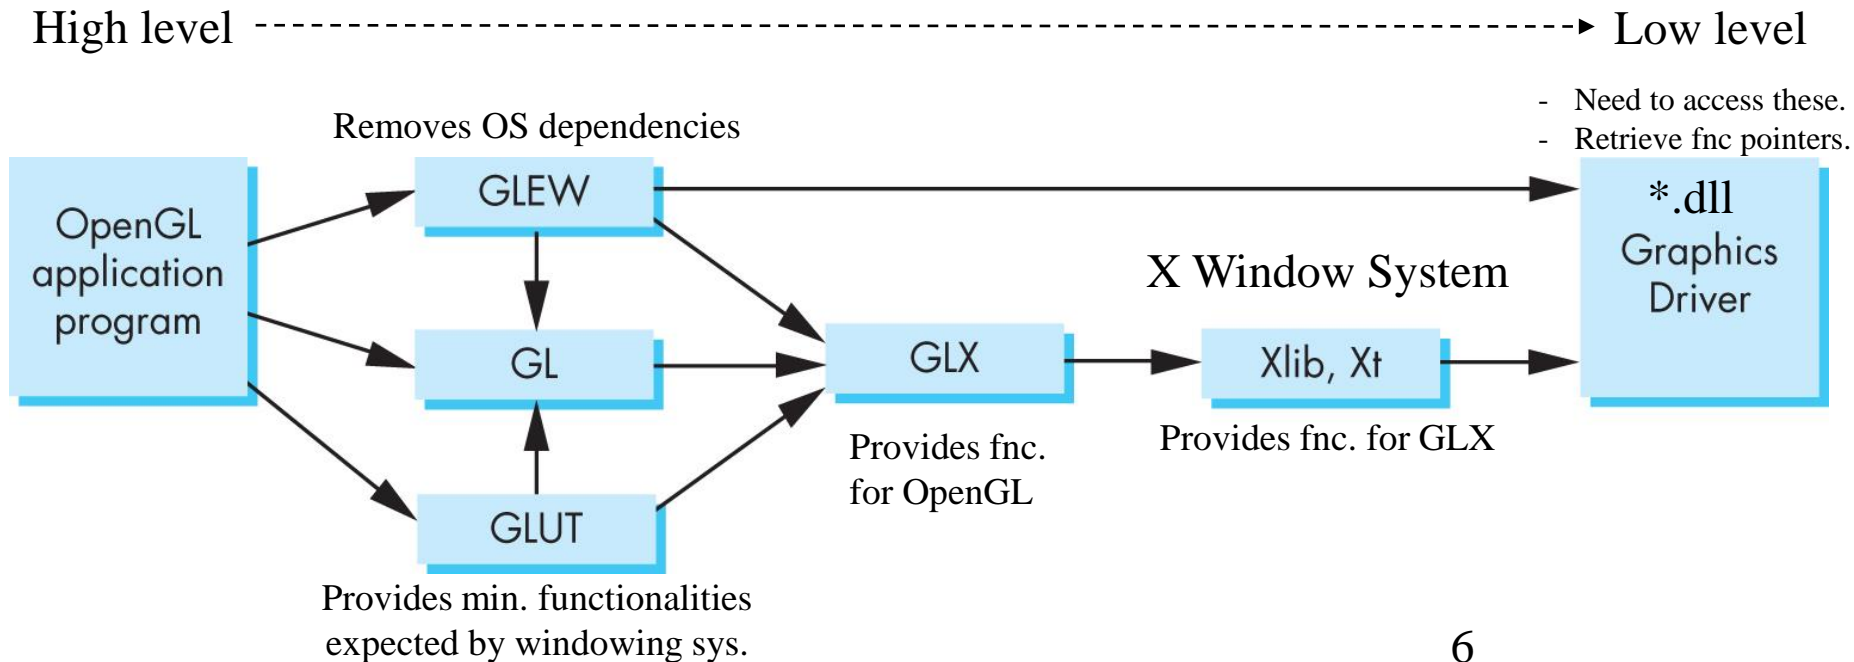 High level
Low level
- Need to access these.
- Retrieve fnc pointers.
Removes OS dependencies
OpenGL
application
program
GLEW
*.dll
Graphics
Driver
X Window System
GL
GLX
Xlib, Xt
Provides fnc.
for OpenGL
Provides fnc. for GLX
GLUT
Provides min. functionalities
expected by windowing sys.
6